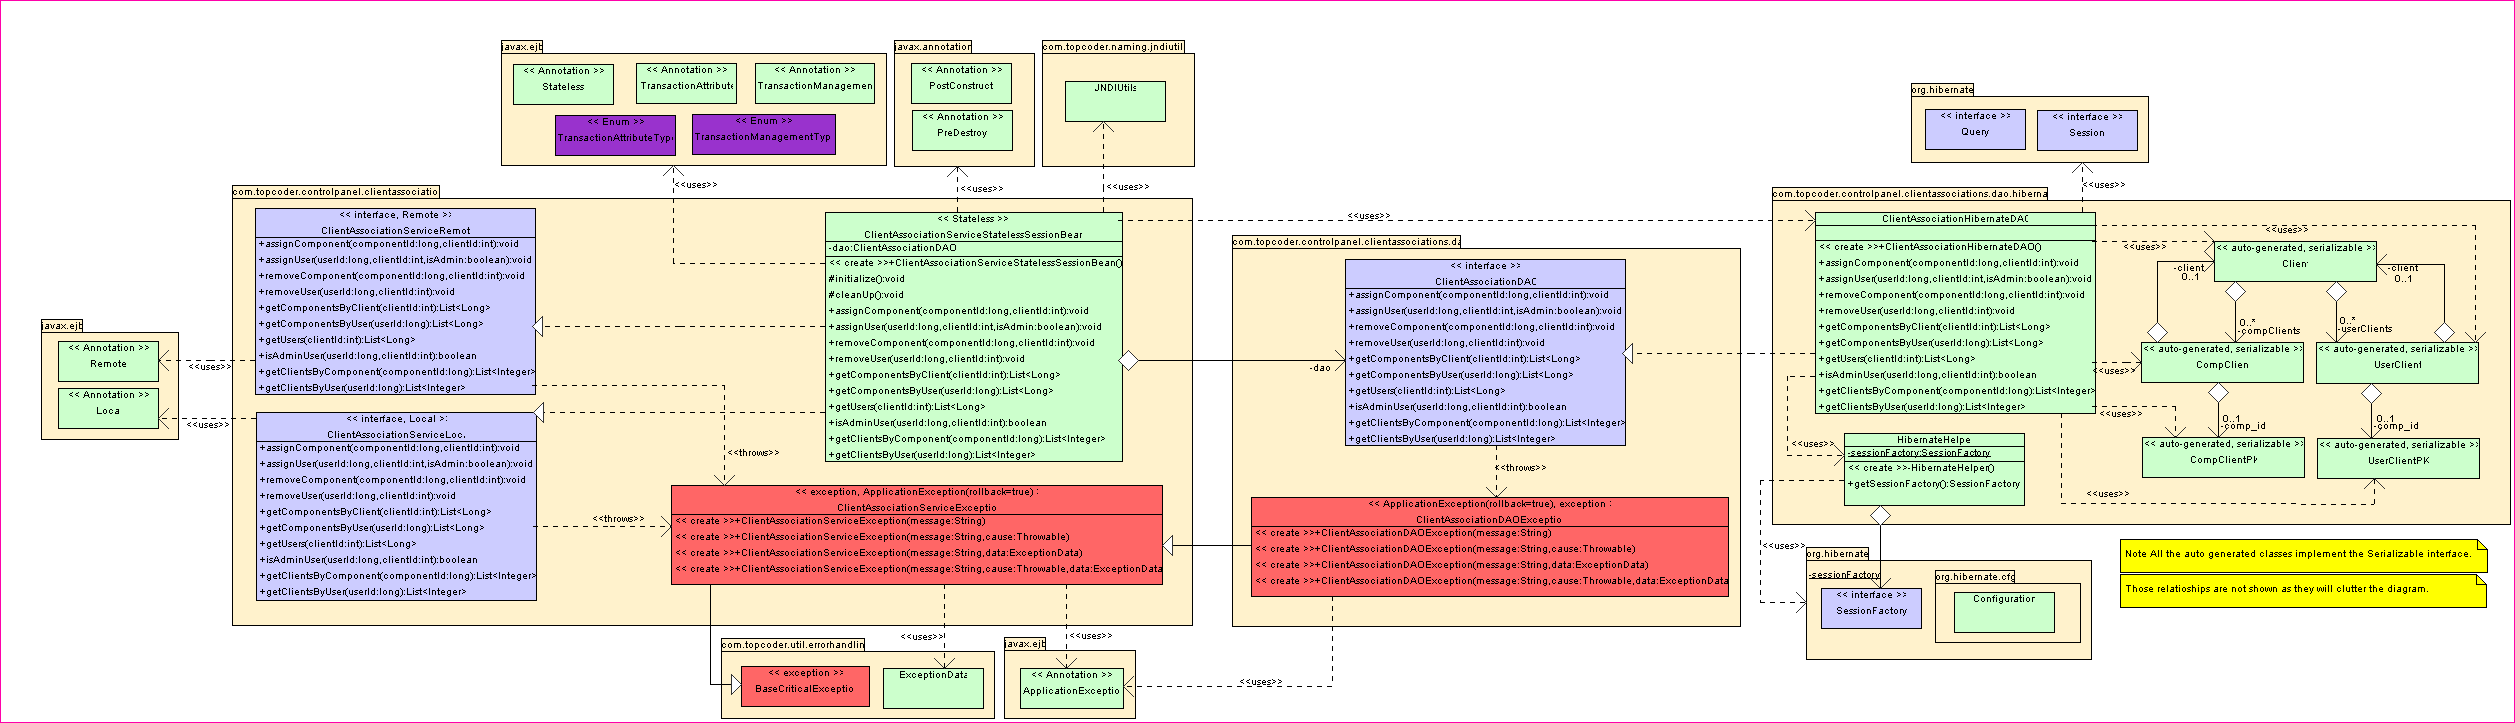 javax.ejb
<< Annotation >>
Stateless
<< Annotation >>
TransactionAttribute
<< Annotation >>
TransactionManagemen
<< Enum >>
TransactionAttributeTyp
<< Enum >>
TransactionManagementTyp
javax.annotation
<< Annotation >>
PostConstruct
<< Annotation >>
PreDestroy
com.topcoder.naming.jndiutil
JNDIUtils
org.hibernate
<< interface >>
Query
<< interface >>
Session
<<uses>>
<<uses>>
<<uses>>
<<uses>>
com.topcoder.controlpanel.clientassociatio
<< interface, Remote >>
ClientAssociationServiceRemot
+assignComponent(componentId:long,clientId:int):void
+assignUser(userId:long,clientId:int,isAdmin:boolean):void
+removeComponent(componentId:long,clientId:int):void
+removeUser(userId:long,clientId:int):void
+getComponentsByClient(clientId:int):List<Long>
+getComponentsByUser(userId:long):List<Long>
+getUsers(clientId:int):List<Long>
+isAdminUser(userId:long,clientId:int):boolean
+getClientsByComponent(componentId:long):List<Integer>
+getClientsByUser(userId:long):List<Integer>
<< interface, Local >>
ClientAssociationServiceLoc
+assignComponent(componentId:long,clientId:int):void
+assignUser(userId:long,clientId:int,isAdmin:boolean):void
+removeComponent(componentId:long,clientId:int):void
+removeUser(userId:long,clientId:int):void
+getComponentsByClient(clientId:int):List<Long>
+getComponentsByUser(userId:long):List<Long>
+getUsers(clientId:int):List<Long>
+isAdminUser(userId:long,clientId:int):boolean
+getClientsByComponent(componentId:long):List<Integer>
+getClientsByUser(userId:long):List<Integer>
javax.ejb
<< Annotation >>
Remote
<< Annotation >>
Loca
<<uses>>
<<uses>>
<< Stateless >>
ClientAssociationServiceStatelessSessionBear
-dao:ClientAssociationDAO
<< create >>+ClientAssociationServiceStatelessSessionBean()
#initialize():void
#cleanUp():void
+assignComponent(componentId:long,clientId:int):void
+assignUser(userId:long,clientId:int,isAdmin:boolean):void
+removeComponent(componentId:long,clientId:int):void
+removeUser(userId:long,clientId:int):void
+getComponentsByClient(clientId:int):List<Long>
+getComponentsByUser(userId:long):List<Long>
+getUsers(clientId:int):List<Long>
+isAdminUser(userId:long,clientId:int):boolean
+getClientsByComponent(componentId:long):List<Integer>
+getClientsByUser(userId:long):List<Integer>
<<throws>>
<<throws>>
<< exception, ApplicationException(rollback=true) :
ClientAssociationServiceExceptio
<< create >>+ClientAssociationServiceException(message:String)
<< create >>+ClientAssociationServiceException(message:String,cause:Throwable)
<< create >>+ClientAssociationServiceException(message:String,data:ExceptionData)
<< create >>+ClientAssociationServiceException(message:String,cause:Throwable,data:ExceptionData
<<uses>>
<<uses>>
com.topcoder.util.errorhandlin
<< exception >>
BaseCriticalExceptio
ExceptionData
javax.ejb
<< Annotation >>
ApplicationExceptio
<<uses>>
<<uses>>
com.topcoder.controlpanel.clientassociations.da
<< interface >>
ClientAssociationDAC
+assignComponent(componentId:long,clientId:int):void
+assignUser(userId:long,clientId:int,isAdmin:boolean):void
+removeComponent(componentId:long,clientId:int):void
+removeUser(userId:long,clientId:int):void
+getComponentsByClient(clientId:int):List<Long>
+getComponentsByUser(userId:long):List<Long>
+getUsers(clientId:int):List<Long>
+isAdminUser(userId:long,clientId:int):boolean
+getClientsByComponent(componentId:long):List<Integer>
+getClientsByUser(userId:long):List<Integer>
-dao
<<throws>>
<< ApplicationException(rollback=true), exception :
ClientAssociationDAOExceptio
<< create >>+ClientAssociationDAOException(message:String)
<< create >>+ClientAssociationDAOException(message:String,cause:Throwable)
<< create >>+ClientAssociationDAOException(message:String,data:ExceptionData)
<< create >>+ClientAssociationDAOException(message:String,cause:Throwable,data:ExceptionData
com.topcoder.controlpanel.clientassociations.dao.hiberna
ClientAssociationHibernateDAC
<< create >>+ClientAssociationHibernateDAO()
+assignComponent(componentId:long,clientId:int):void
+assignUser(userId:long,clientId:int,isAdmin:boolean):void
+removeComponent(componentId:long,clientId:int):void
+removeUser(userId:long,clientId:int):void
+getComponentsByClient(clientId:int):List<Long>
+getComponentsByUser(userId:long):List<Long>
+getUsers(clientId:int):List<Long>
+isAdminUser(userId:long,clientId:int):boolean
+getClientsByComponent(componentId:long):List<Integer>
+getClientsByUser(userId:long):List<Integer>
<<uses>>
<<uses>>
<< auto-generated, serializable >>
Client
-client
0..1
-client
0..1
0..*
-compClients
0..*
-userClients
<< auto-generated, serializable >>
CompClien
<< auto-generated, serializable >>
UserClient
<<uses>>
<<uses>>
0..1
-comp_id
0..1
-comp_id
<< auto-generated, serializable >>
CompClientPK
<< auto-generated, serializable >>
UserClientPK
<<uses>>
<<uses>>
HibernateHelpe
-sessionFactory:SessionFactory
<< create >>-HibernateHelper()
+getSessionFactory():SessionFactory
<<uses>>
org.hibernate
-sessionFactory
<< interface >>
SessionFactory
org.hibernate.cfg
Configuration
Note All the auto generated classes implement the Serializable interface.
Those relatioships are not shown as they will clutter the diagram.